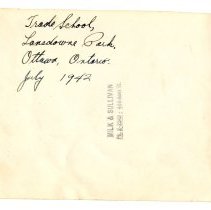 Trade School,
Lansdowne Park,
Ottawa, Ontario.
July 1942
MILK & SULLIVAN